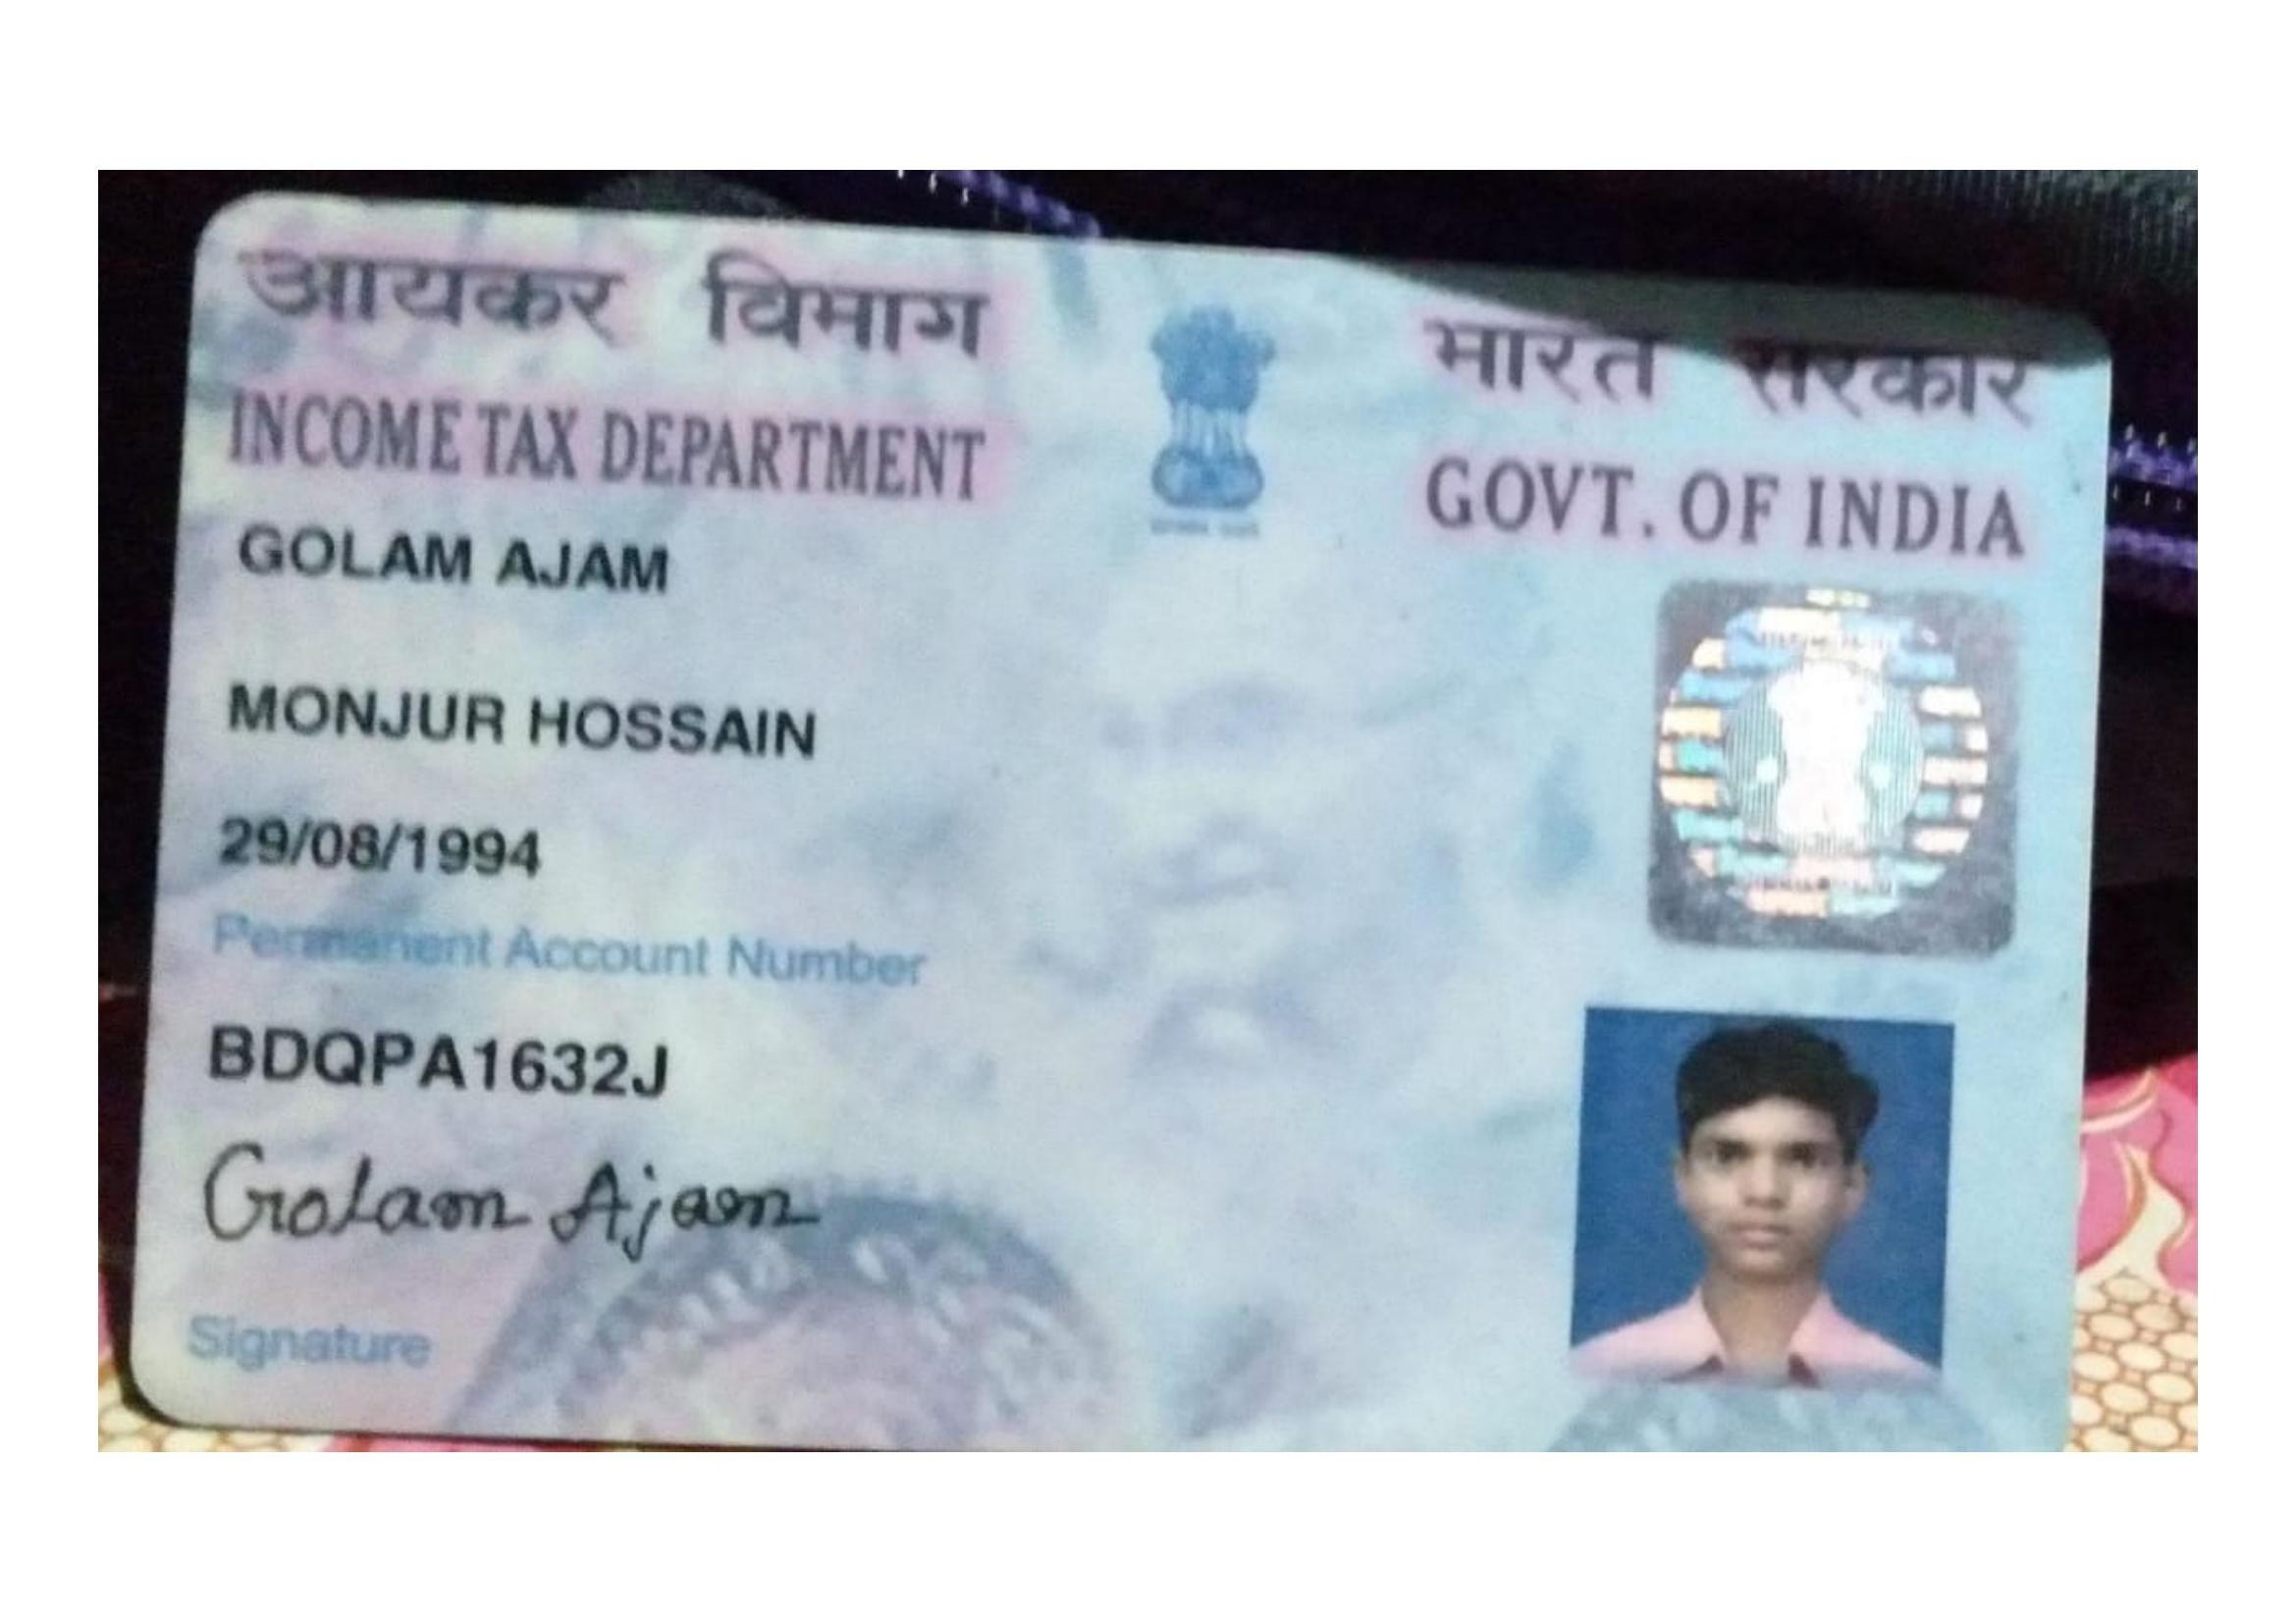 आयकर विभाग
INCOME TAX DEPARTMENT
भारत सरकार
GOVT. OF INDIA
GOLAM AJAM
MONJUR HOSSAIN
29/08/1994
Permanent Account Number
BDQPA1632J
Golam Ajam
Signature